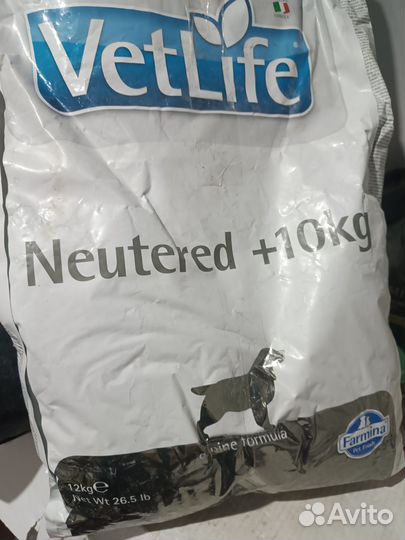 VetLife
Neutered +10kg
canine formula
Farmina
Pet Foods
12kg e
Net Wt 26.5 lb
Avito